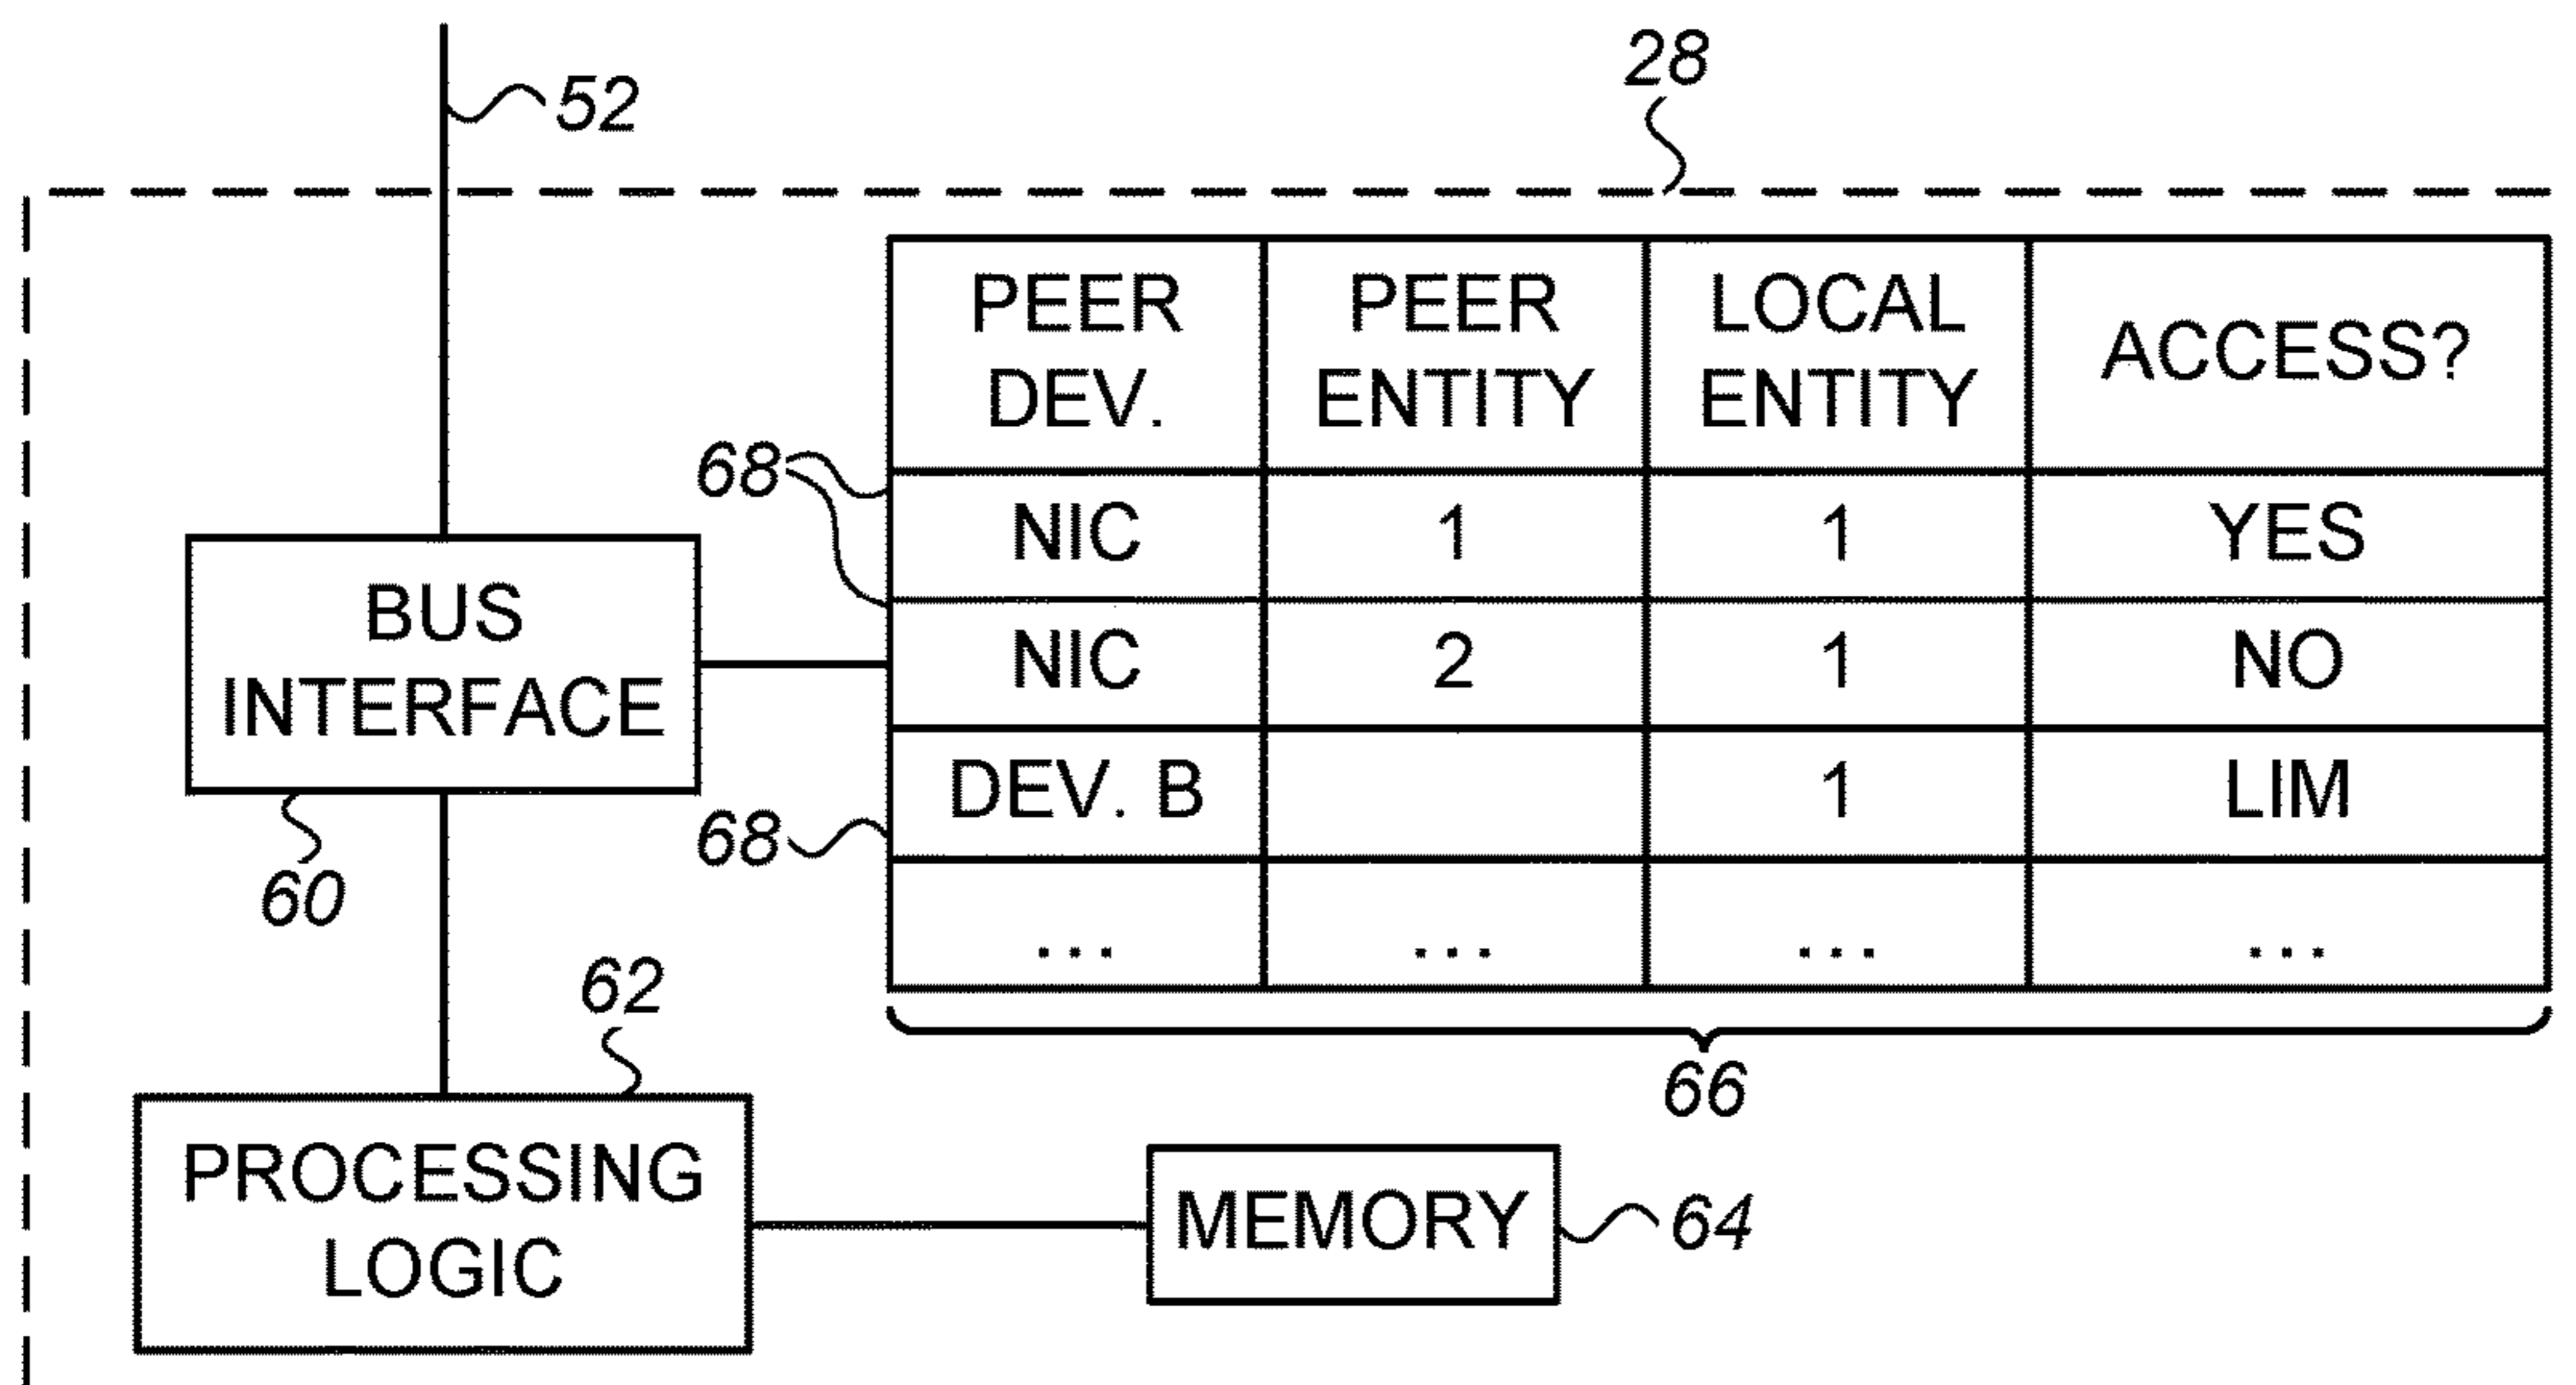 52
28
PEER DEV.
PEER ENTITY
LOCAL ENTITY
ACCESS?
68
NIC 1 1 YES
NIC 2 1 NO
DEV. B 1 LIM
68
... ... ... ...
66
BUS
INTERFACE
60
62
PROCESSING
LOGIC
MEMORY
64